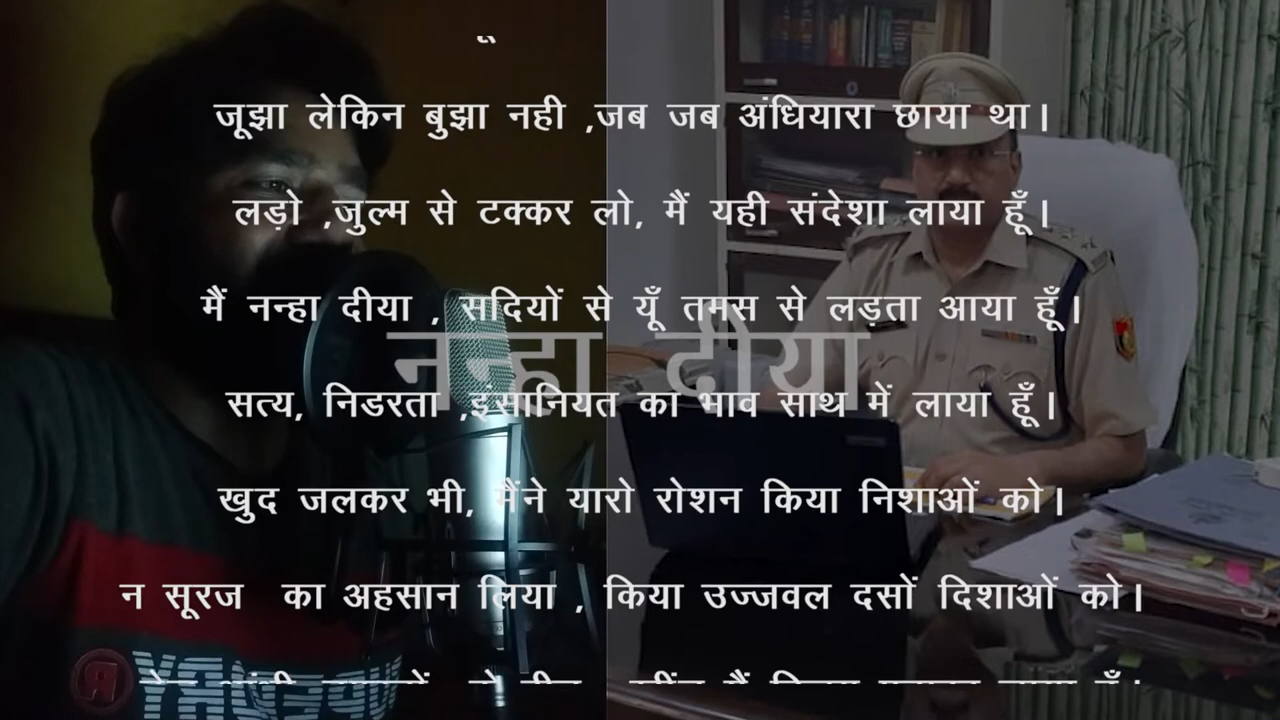 जूझा लेकिन बुझा नही ,जब जब अंधियारा छाया था।
लड़ो ,जुल्म से टक्कर लो, मैं यही संदेशा लाया हूँ।
मैं नन्हा दीया , सदियों से यूँ तमस से लड़ता आया हूँ।
नन्हा दीया
सत्य, निडरता ,इंसानियत का भाव साथ में लाया हूँ।
खुद जलकर भी, मैंने यारो रोशन किया निशाओं को।
न सूरज का अहसान लिया , किया उज्जवल दसों दिशाओं को।